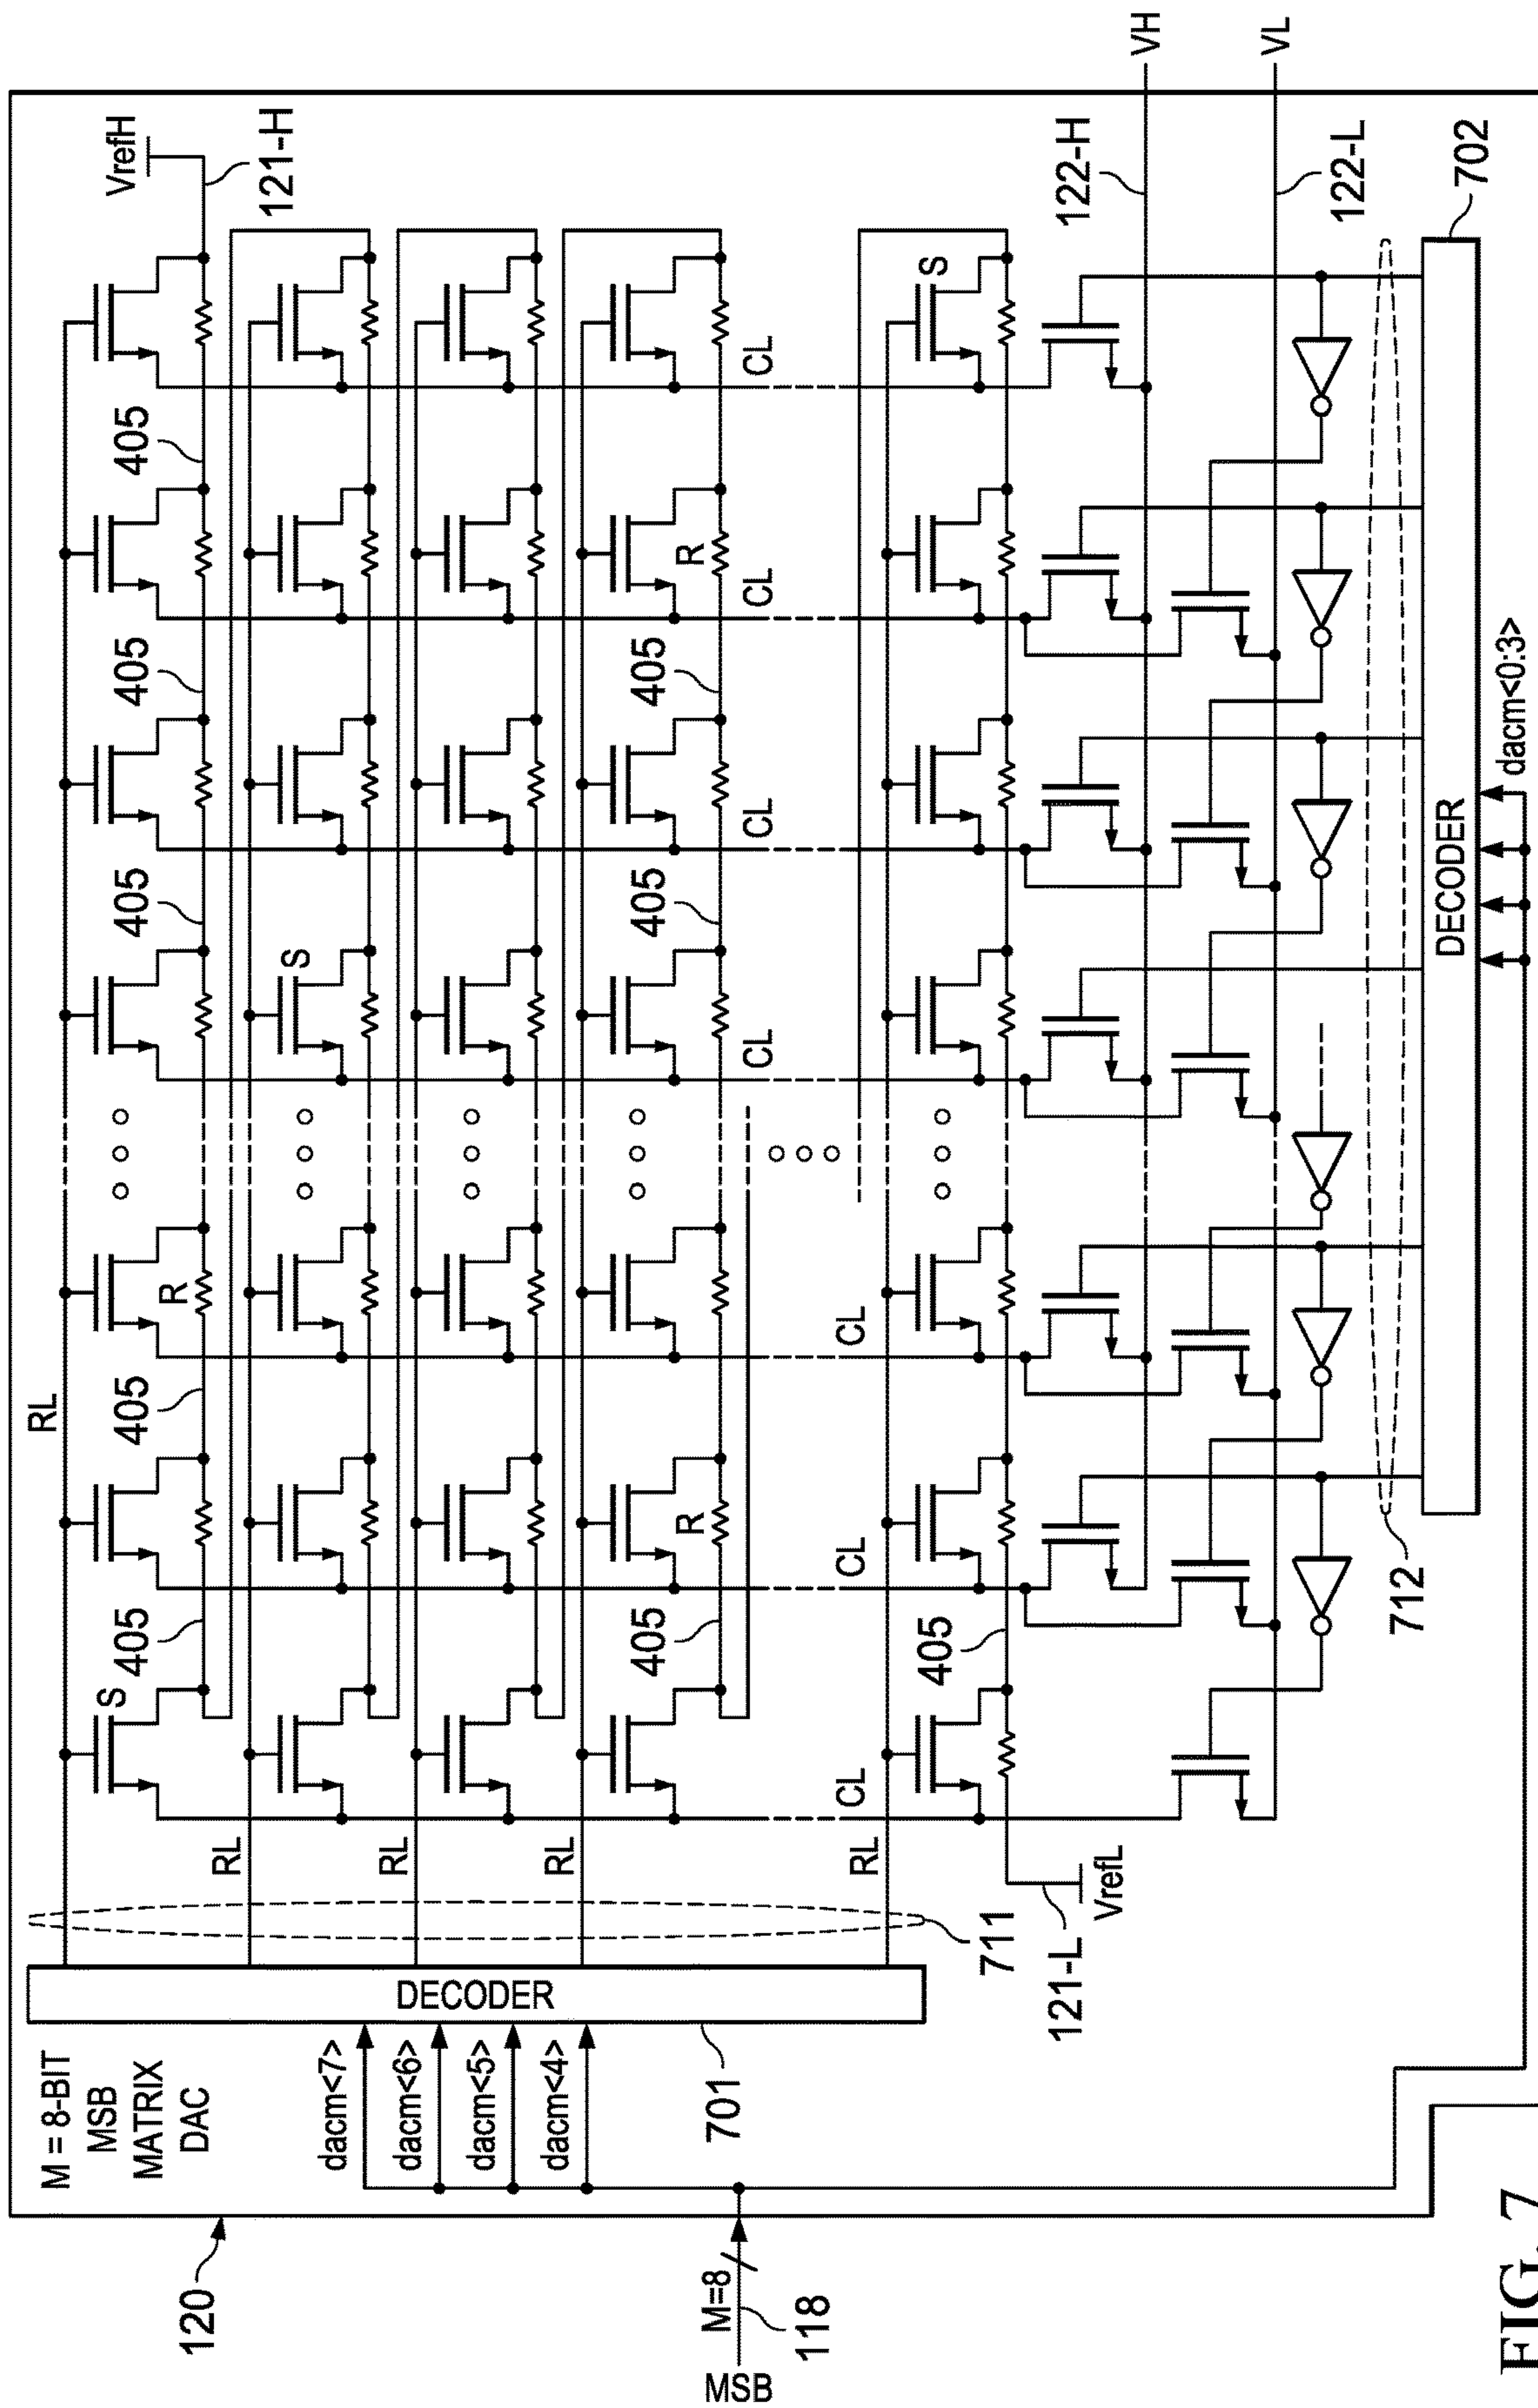 M = 8-BIT
MSB
MATRIX
DAC
120
MSB
M=8
118
dacm<7>
dacm<6>
dacm<5>
dacm<4>
701
DECODER
711
RL
RL
RL
RL
RL
S
405
405
R
405
405
405
VrefH
121-H
S
405
R
405
405
R
CL
CL
CL
CL
CL
CL
CL
405
S
121-L
VrefL
122-H
VH
122-L
VL
712
702
DECODER
dacm<0:3>
FIG. 7